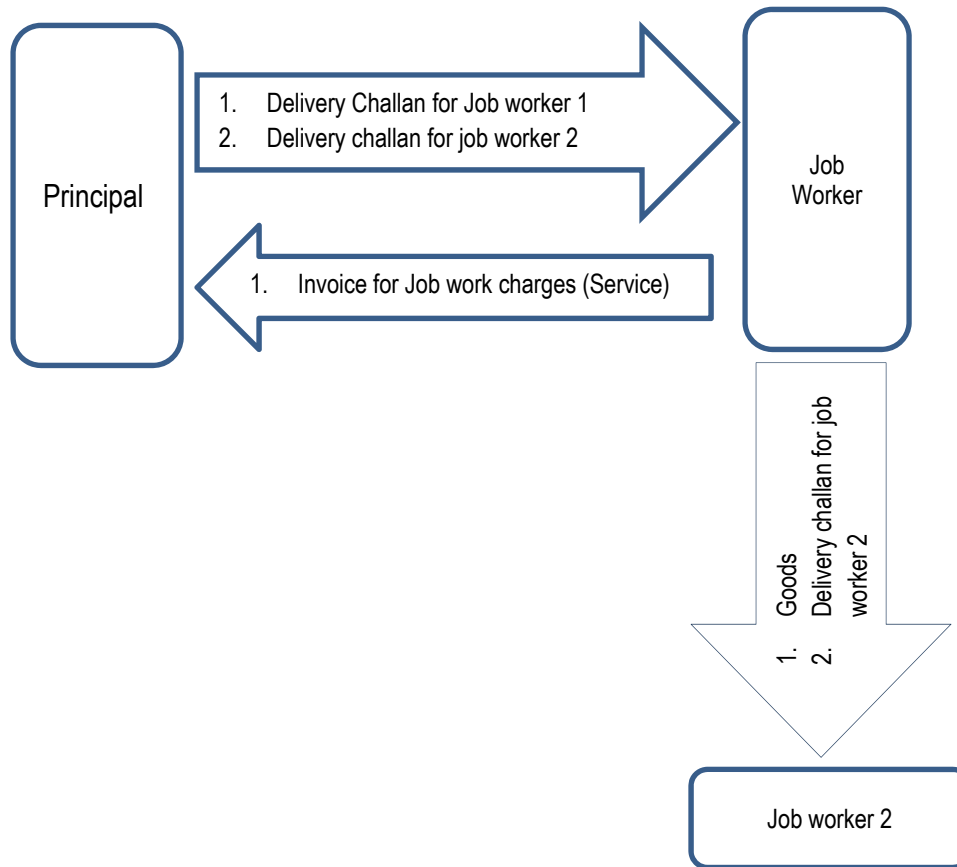 Principal
1. Delivery Challan for Job worker 1
2. Delivery challan for job worker 2
Job
Worker
1. Invoice for Job work charges (Service)
1. Goods
2. Delivery challan for job
worker 2
Job worker 2